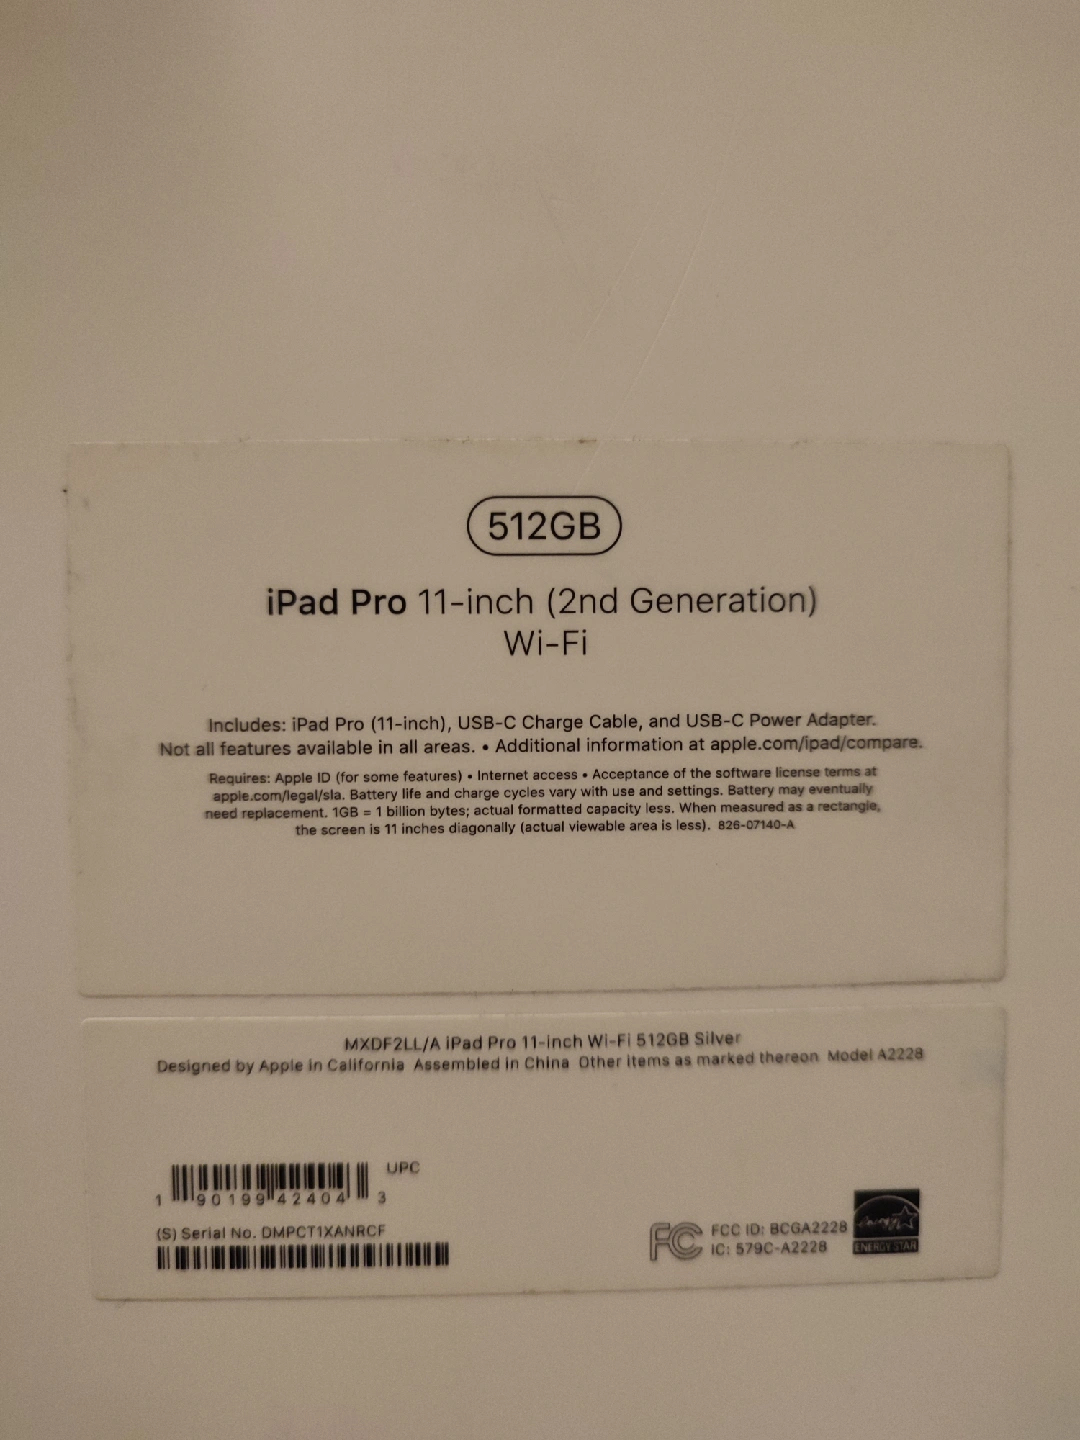 512GB
iPad Pro 11-inch (2nd Generation)
Wi-Fi
Includes: iPad Pro (11-inch), USB-C Charge Cable, and USB-C Power Adapter.
Not all features available in all areas. • Additional information at apple.com/ipad/compare.
Requires: Apple ID (for some features) • Internet access • Acceptance of the software license terms at
apple.com/legal/sla. Battery life and charge cycles vary with use and settings. Battery may eventually
need replacement. 1GB = 1 billion bytes; actual formatted capacity less. When measured as a rectangle,
the screen is 11 inches diagonally (actual viewable area is less). 826-07140-A
MXDF2LL/A iPad Pro 11-inch Wi-Fi 512GB Silver
Designed by Apple in California Assembled in China Other items as marked thereon Model A2228
UPC
1 90199 42404 3
(S) Serial No. DMPCT1XANRCF
FC FCC ID: BCGA2228
IC: 579C-A2228
energy
ENERGY STAR